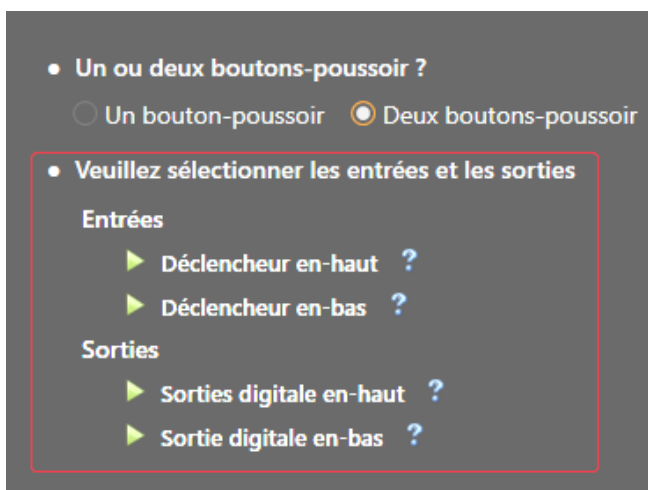 • Un ou deux boutons-poussoir ?
Un bouton-poussoir Deux boutons-poussoir
• Veuillez sélectionner les entrées et les sorties
Entrées
Déclencheur en-haut ?
Déclencheur en-bas ?
Sorties
Sorties digitale en-haut ?
Sortie digitale en-bas ?